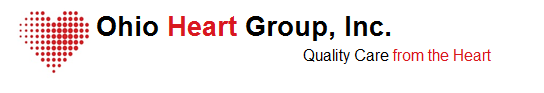 Ohio Heart Group, Inc.
Quality Care from the Heart